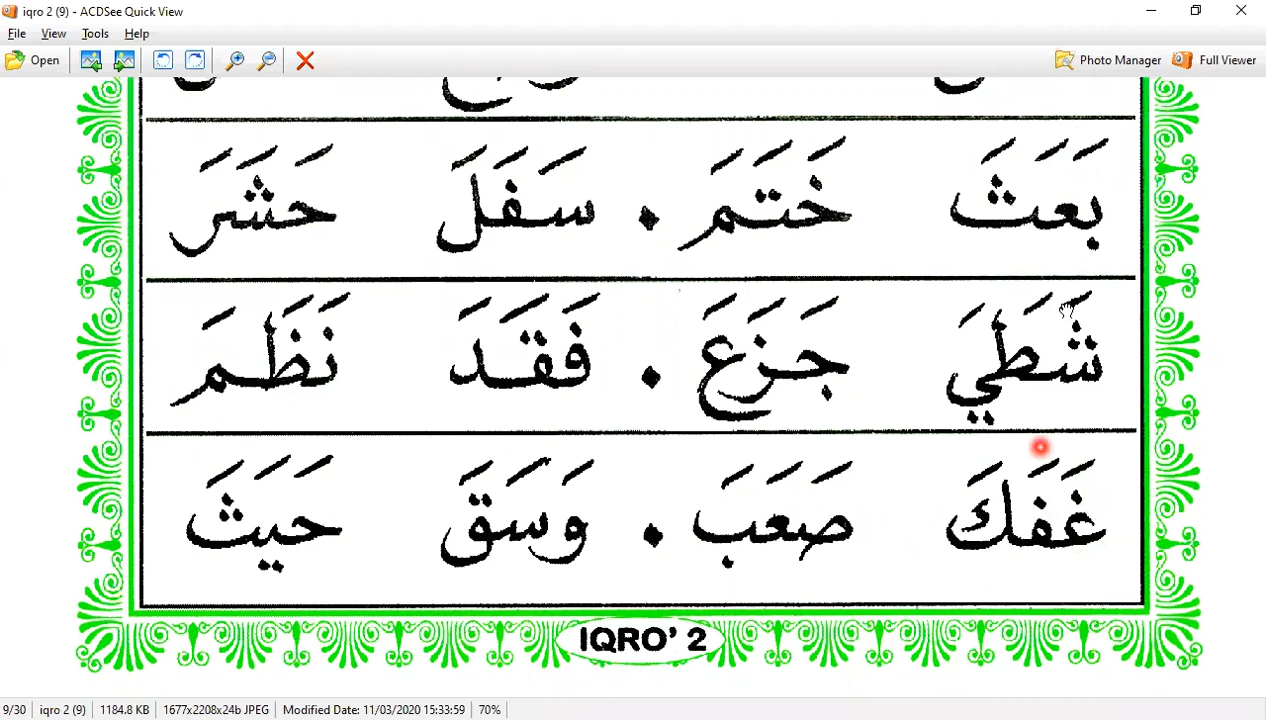 iqro 2 (9) - ACDSee Quick View
File View Tools Help
Open Photo Manager Full Viewer
بَعَثَ خَتَمَ . سَفَلَ حَشَرَ
شَظَيَ جَزَعَ . فَقَدَ نَظَمَ
غَفَكَ صَعَبَ . وَسَقَ حَيَثَ
IQRO' 2
9/30 iqro 2 (9) 1184.8 KB 1677x2208x24b JPEG Modified Date: 11/03/2020 15:33:59 70%